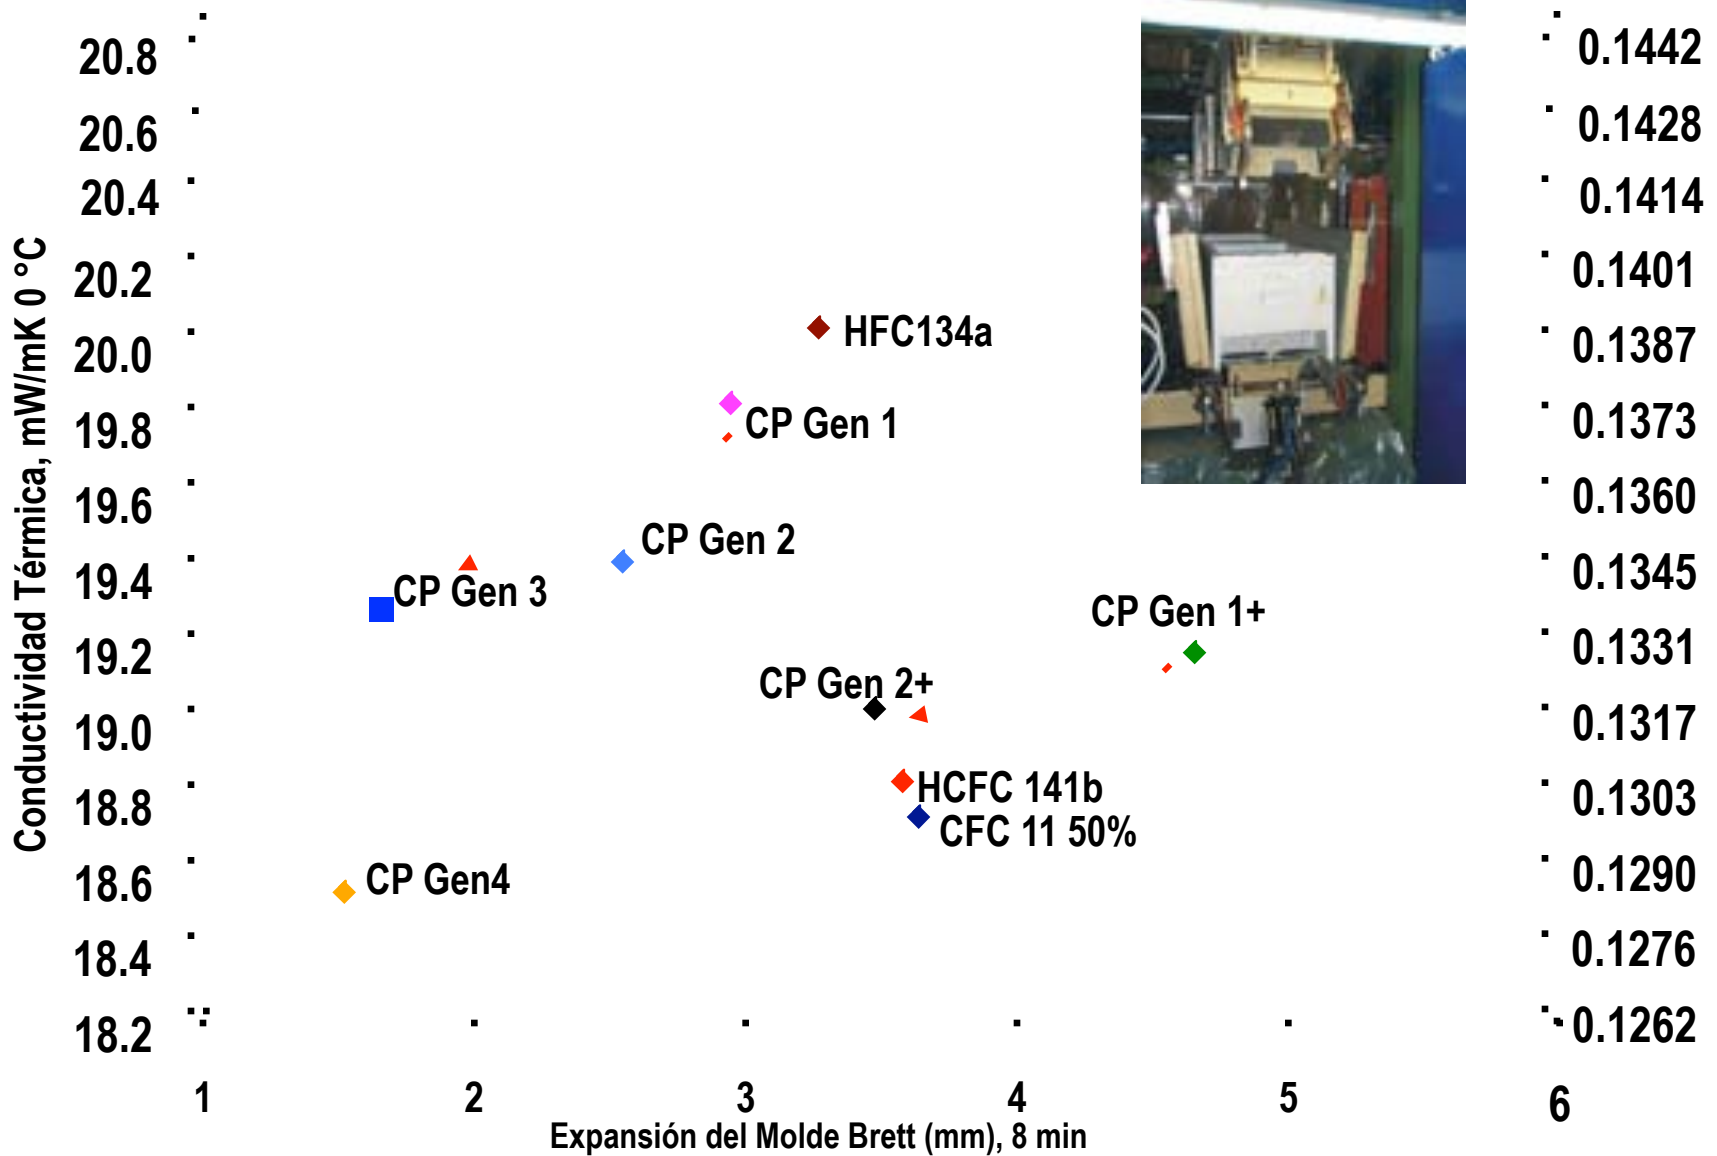 20.8
20.6
20.4
20.2
20.0
19.8
19.6
19.4
19.2
19.0
18.8
18.6
18.4
18.2
Conductividad Térmica, mW/mK 0 °C
HFC134a
CP Gen 1
CP Gen 2
CP Gen 3
CP Gen 1+
CP Gen 2+
HCFC 141b
CFC 11 50%
CP Gen4
0.1442
0.1428
0.1414
0.1401
0.1387
0.1373
0.1360
0.1345
0.1331
0.1317
0.1303
0.1290
0.1276
0.1262
1 2 3 4 5 6
Expansión del Molde Brett (mm), 8 min